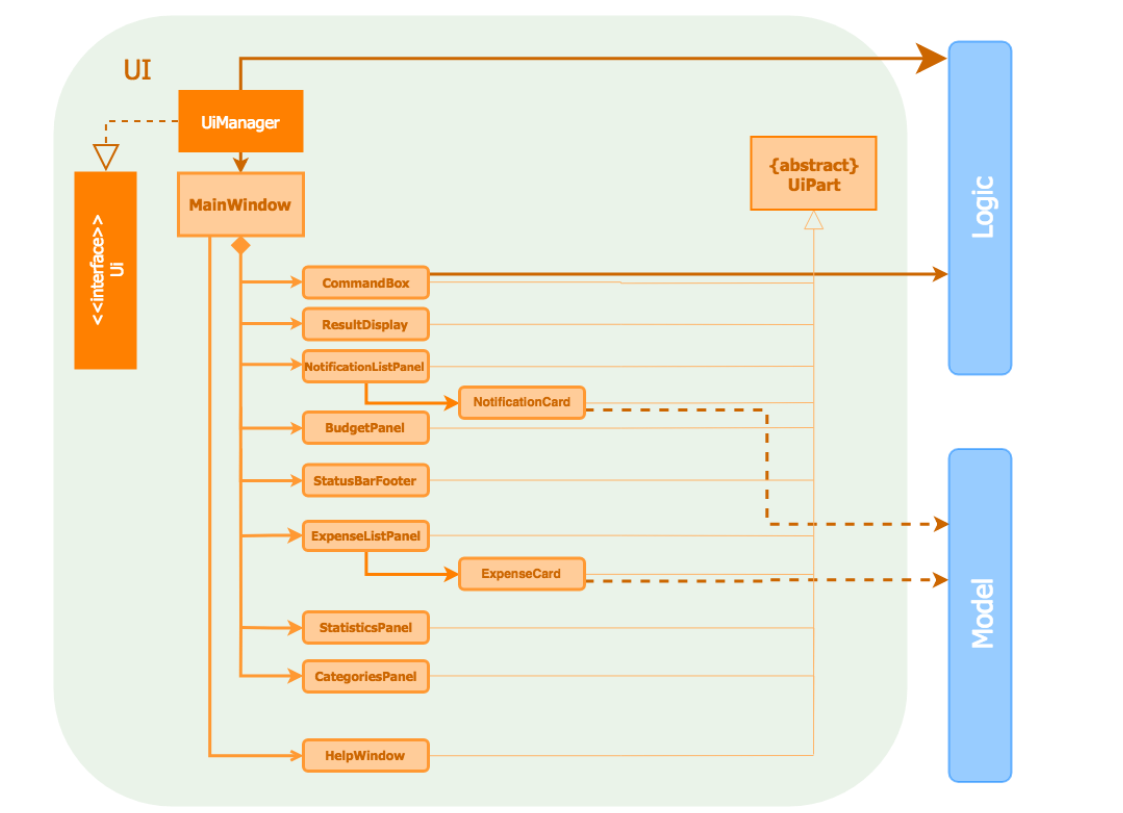 UI
UiManager
<<interface>>
Ui
MainWindow
{abstract}
UiPart
Logic
CommandBox
ResultDisplay
NotificationListPanel
NotificationCard
BudgetPanel
StatusBarFooter
ExpenseListPanel
ExpenseCard
Model
StatisticsPanel
CategoriesPanel
HelpWindow